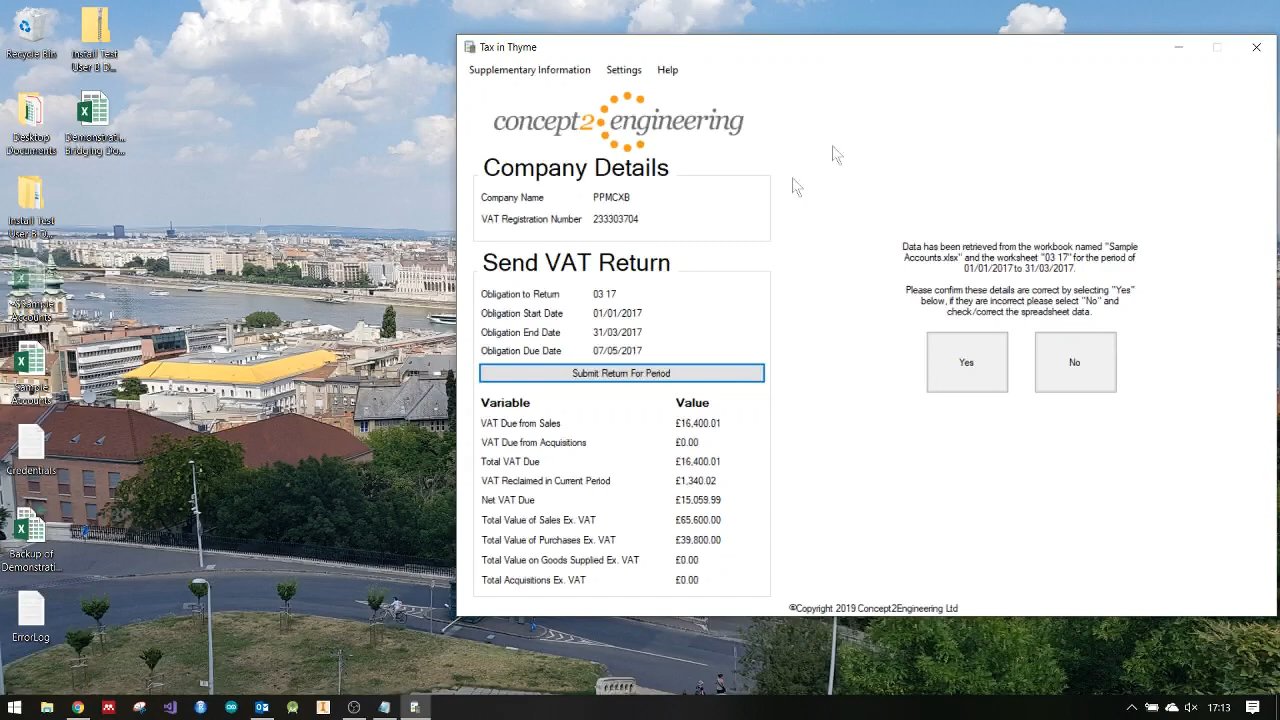 Recycle Bin
Install Test
User B D...
Desktop
Documents
Demonstrat...
Bridging Do...
Install Test
User B D...
Sample
Accounts
Credentials
Backup of
Demonstrati...
ErrorLog
Tax in Thyme
Supplementary Information Settings Help
concept2engineering
Company Details
Company Name PPMCXB
VAT Registration Number 233303704
Send VAT Return
Obligation to Return 03 17
Obligation Start Date 01/01/2017
Obligation End Date 31/03/2017
Obligation Due Date 07/05/2017
Submit Return For Period
Variable Value
VAT Due from Sales £16,400.01
VAT Due from Acquisitions £0.00
Total VAT Due £16,400.01
VAT Reclaimed in Current Period £1,340.02
Net VAT Due £15,059.99
Total Value of Sales Ex. VAT £65,600.00
Total Value of Purchases Ex. VAT £39,800.00
Total Value on Goods Supplied Ex. VAT £0.00
Total Acquisitions Ex. VAT £0.00
Data has been retrieved from the workbook named "Sample
Accounts.xlsx" and the worksheet "03 17" for the period of
01/01/2017 to 31/03/2017.
Please confirm these details are correct by selecting "Yes"
below, if they are incorrect please select "No" and
check/correct the spreadsheet data.
Yes No
©Copyright 2019 Concept2Engineering Ltd
17:13